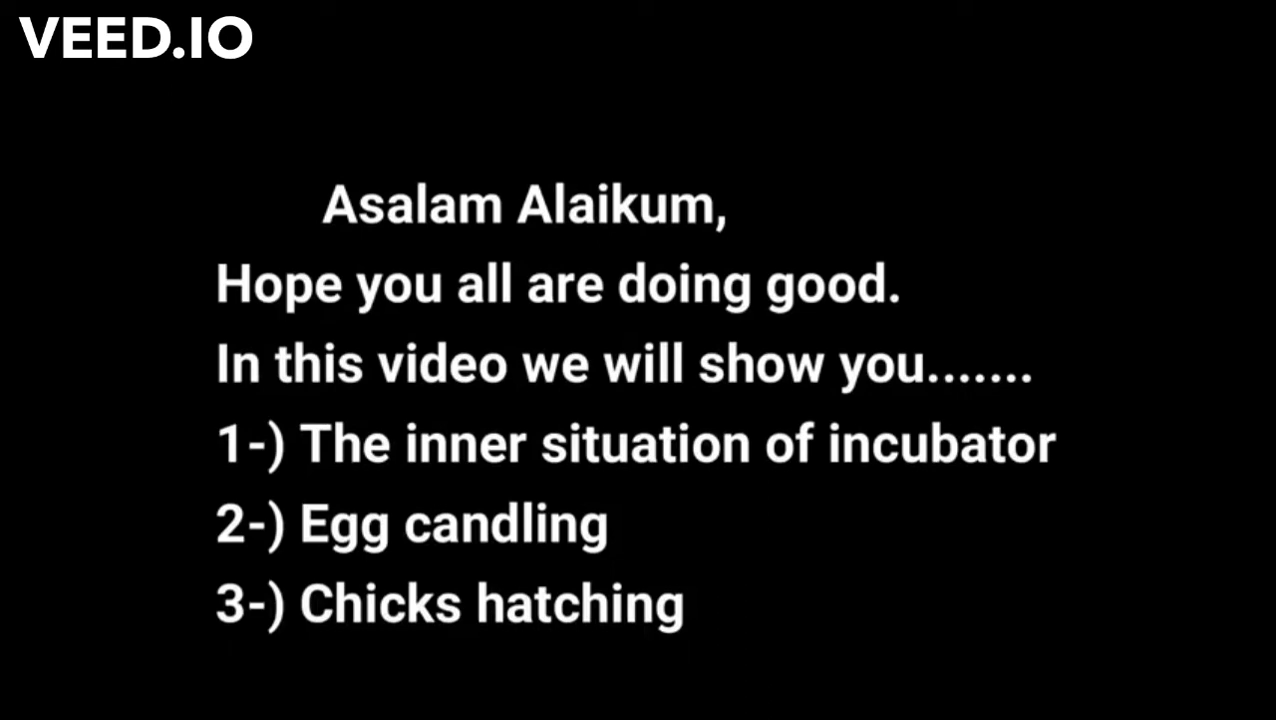 VEED.IO
Asalam Alaikum,
Hope you all are doing good.
In this video we will show you.......
1-) The inner situation of incubator
2-) Egg candling
3-) Chicks hatching